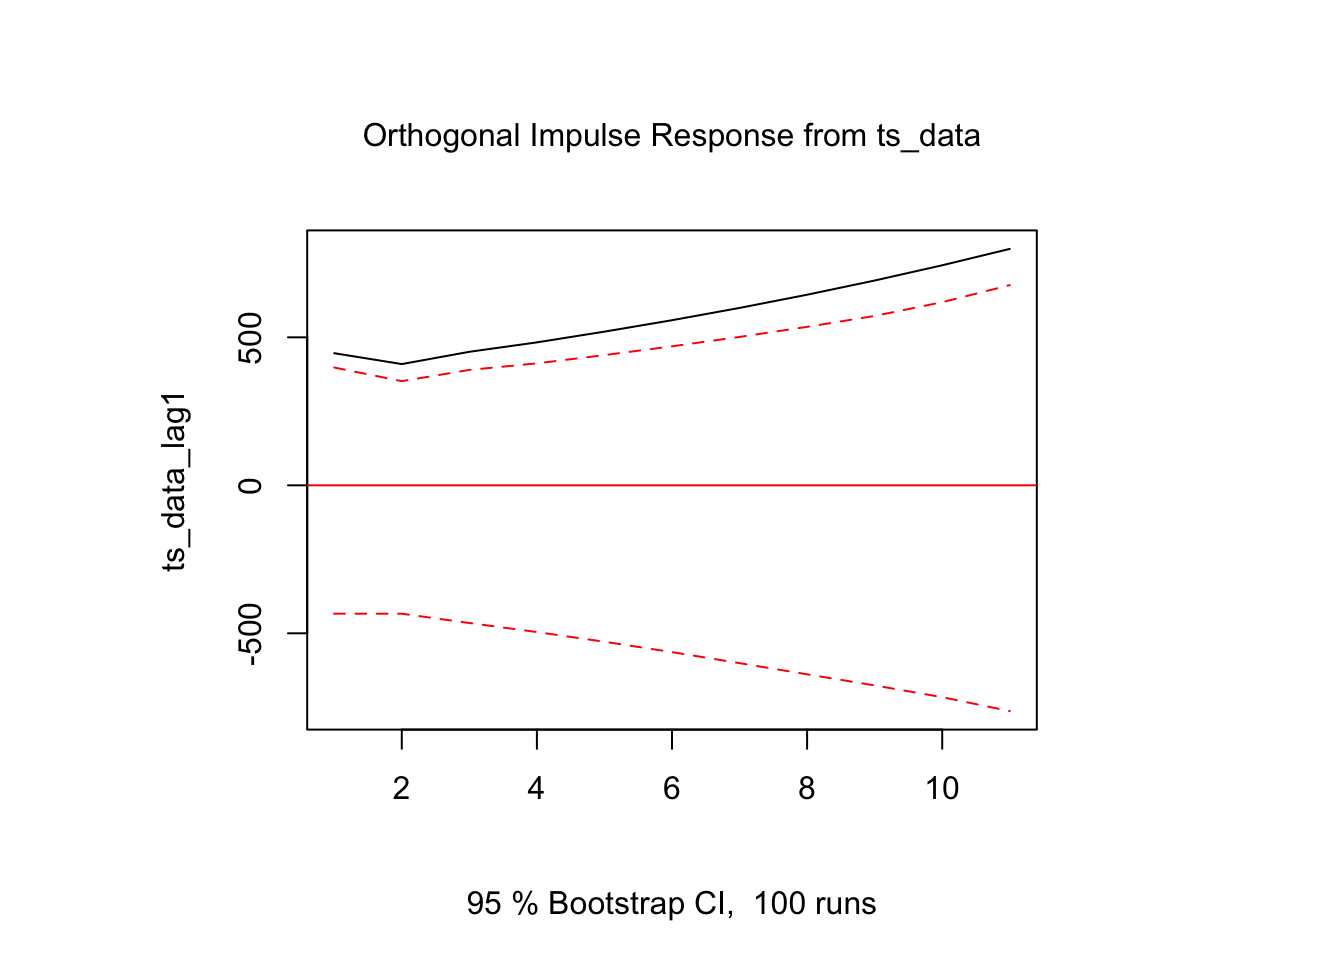 Orthogonal Impulse Response from ts_data
ts_data_lag1
500
0
-500
2 4 6 8 10
95 % Bootstrap CI,  100 runs